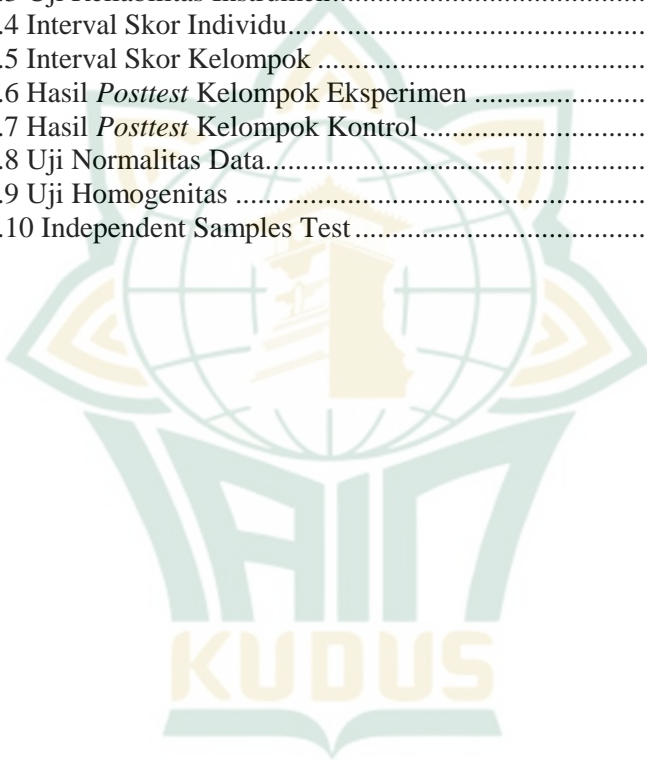 .4 Interval Skor Individu
.5 Interval Skor Kelompok
.6 Hasil Posttest Kelompok Eksperimen
.7 Hasil Posttest Kelompok Kontrol
.8 Uji Normalitas Data
.9 Uji Homogenitas
.10 Independent Samples Test
IAIN
KUDUS